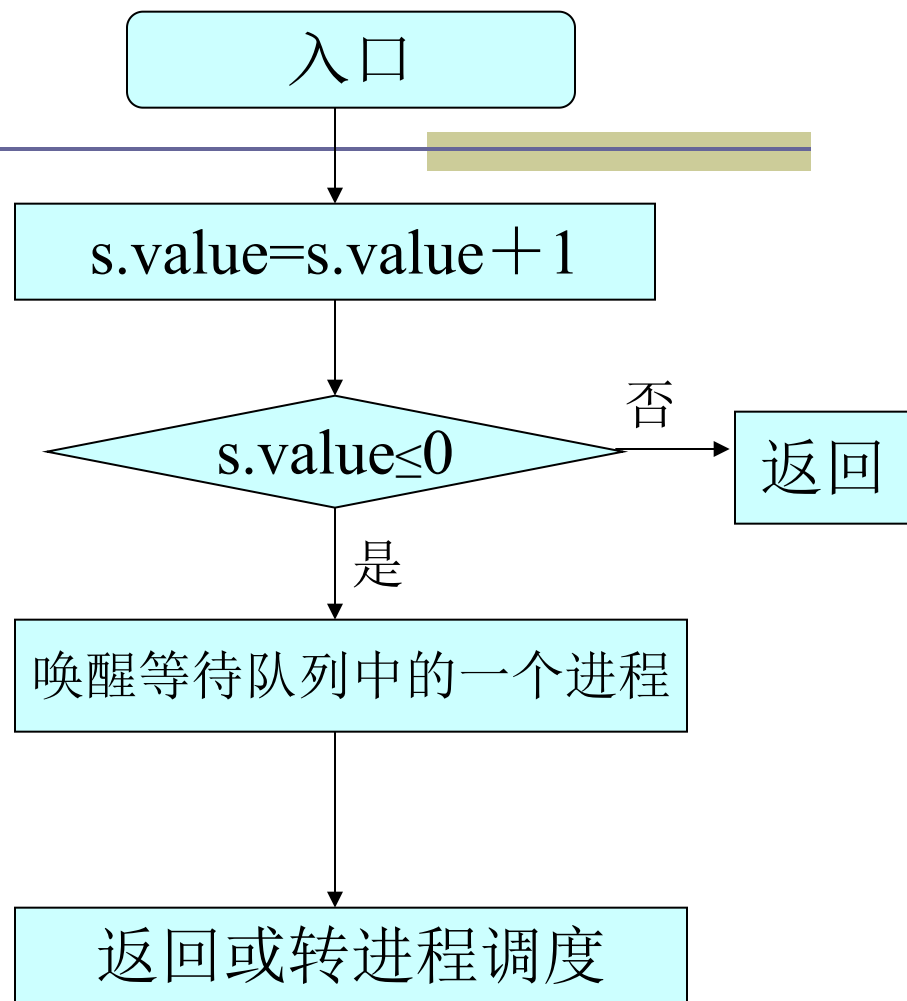 入口
s.value=s.value＋1
s.value≤0
否
返回
是
唤醒等待队列中的一个进程
返回或转进程调度